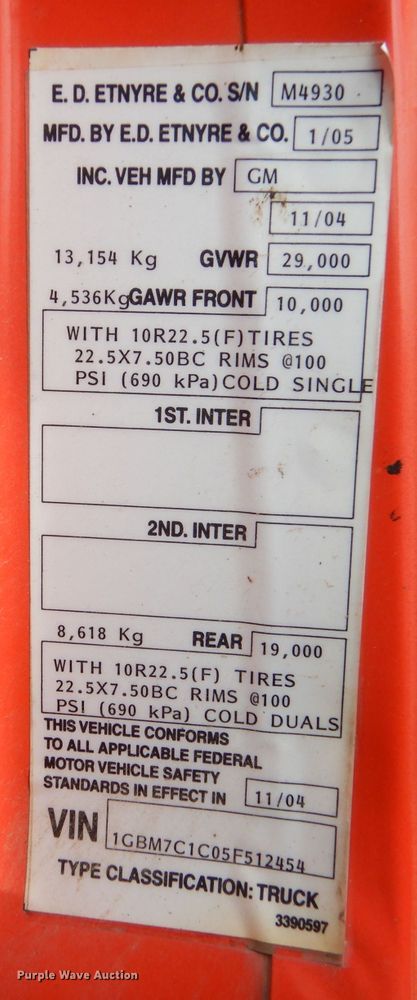 E. D. ETNYRE & CO. S/N M4930
MFD. BY E.D. ETNYRE & CO. 1/05
INC. VEH MFD BY GM
11/04
13,154 Kg GVWR 29,000
4,536Kg GAWR FRONT 10,000
WITH 10R22.5(F)TIRES
22.5X7.50BC RIMS @100
PSI (690 kPa)COLD SINGLE
1ST. INTER
2ND. INTER
8,618 Kg REAR 19,000
WITH 10R22.5(F) TIRES
22.5X7.50BC RIMS @100
PSI (690 kPa) COLD DUALS
THIS VEHICLE CONFORMS
TO ALL APPLICABLE FEDERAL
MOTOR VEHICLE SAFETY
STANDARDS IN EFFECT IN 11/04
VIN 1GBM7C1C05F512454
TYPE CLASSIFICATION: TRUCK
3390597
Purple Wave Auction